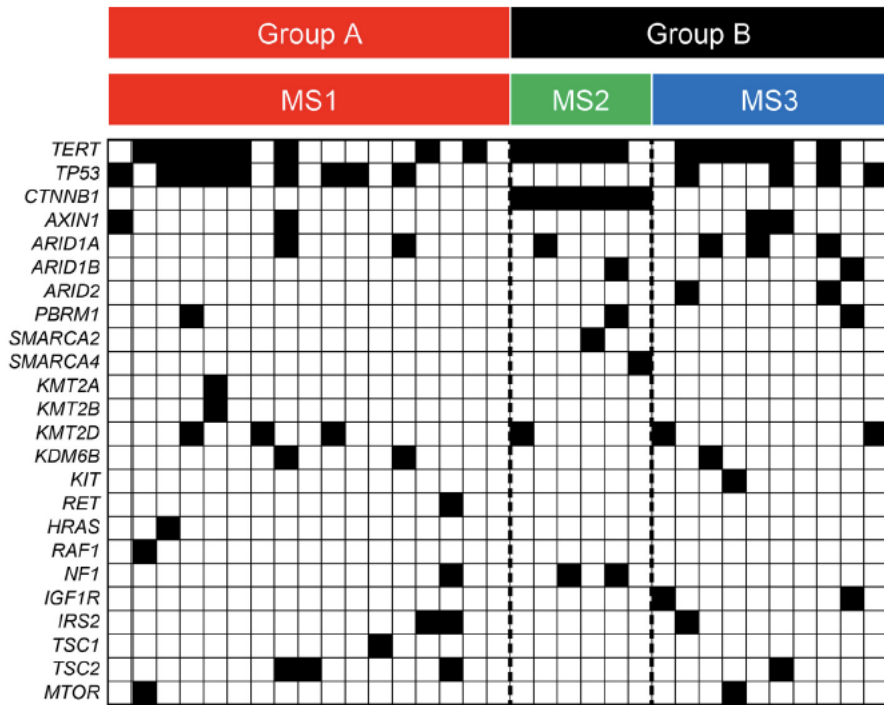 Group A Group B
MS1 MS2 MS3
TERT
TP53
CTNNB1
AXIN1
ARID1A
ARID1B
ARID2
PBRM1
SMARCA2
SMARCA4
KMT2A
KMT2B
KMT2D
KDM6B
KIT
RET
HRAS
RAF1
NF1
IGF1R
IRS2
TSC1
TSC2
MTOR